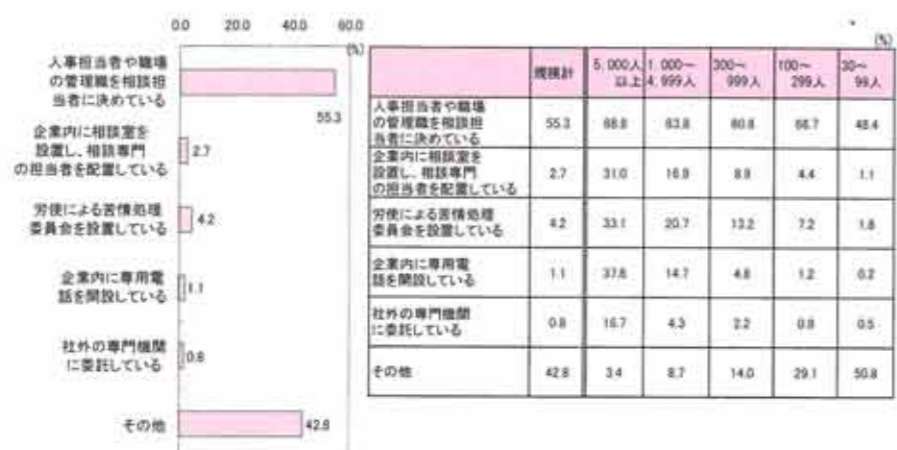 0.0 20.0 40.0 60.0
(%)
人事担当者や職場
の管理職を相談担
当者に決めている
55.3
企業内に相談室を
設置し、相談専門
の担当者を配置している
2.7
労使による苦情処理
委員会を設置している
4.2
企業内に専用電
話を開設している
1.1
社外の専門機関
に委託している
0.8
その他
42.8
(%)
規模計 5,000人以上 1,000～4,999人 300～999人 100～299人 30～99人
人事担当者や職場
の管理職を相談担
当者に決めている
55.3 68.8 63.8 60.8 66.7 48.4
企業内に相談室を
設置し、相談専門
の担当者を配置している
2.7 31.0 16.9 8.9 4.4 1.1
労使による苦情処理
委員会を設置している
4.2 33.1 20.7 13.2 7.2 1.8
企業内に専用電
話を開設している
1.1 37.6 14.7 4.8 1.2 0.2
社外の専門機関
に委託している
0.8 16.7 4.3 2.2 0.8 0.5
その他
42.8 3.4 8.7 14.0 29.1 50.8